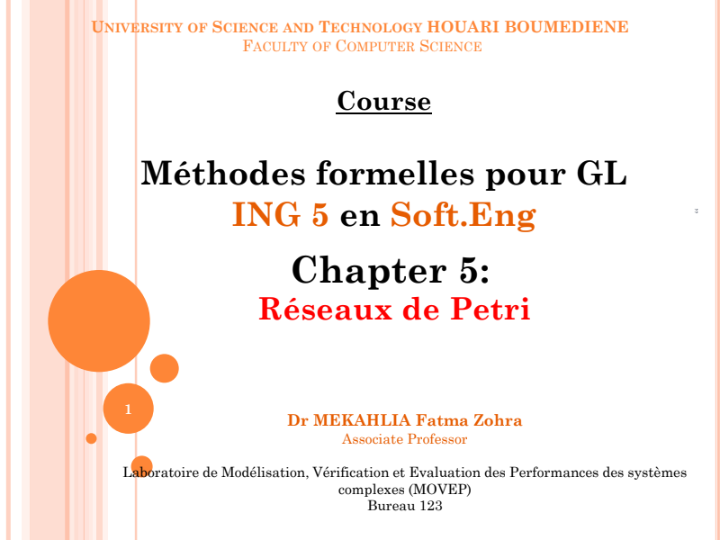 UNIVERSITY OF SCIENCE AND TECHNOLOGY HOUARI BOUMEDIENE
FACULTY OF COMPUTER SCIENCE
Course
Méthodes formelles pour GL
ING 5 en Soft.Eng
Chapter 5:
Réseaux de Petri
1
Dr MEKAHLIA Fatma Zohra
Associate Professor
Laboratoire de Modélisation, Vérification et Evaluation des Performances des systèmes
complexes (MOVEP)
Bureau 123